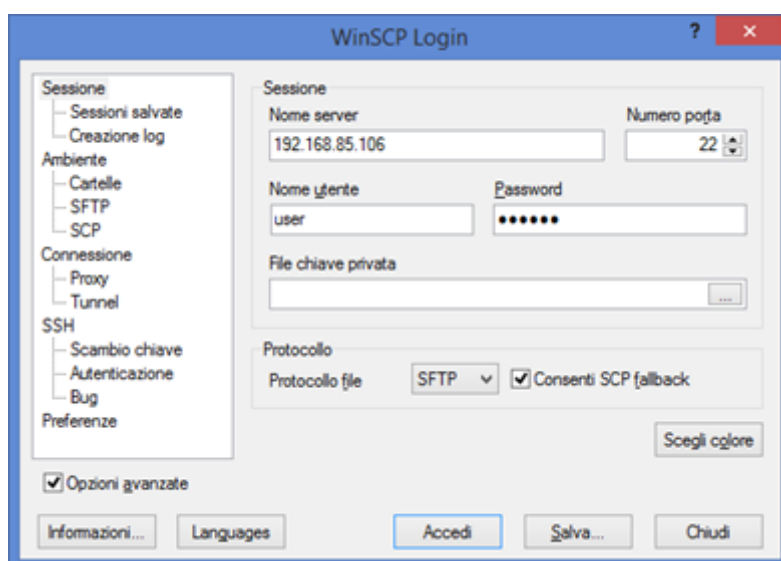 WinSCP Login
?
Sessione
Sessioni salvate
Creazione log
Ambiente
Cartelle
SFTP
SCP
Connessione
Proxy
Tunnel
SSH
Scambio chiave
Autenticazione
Bug
Preferenze
Opzioni avanzate
Sessione
Nome server
Numero porta
192.168.85.106
22
Nome utente
Password
user
••••••
File chiave privata
...
Protocollo
Protocollo file
SFTP
Consenti SCP fallback
Scegli colore
Informazioni...
Languages
Accedi
Salva...
Chiudi